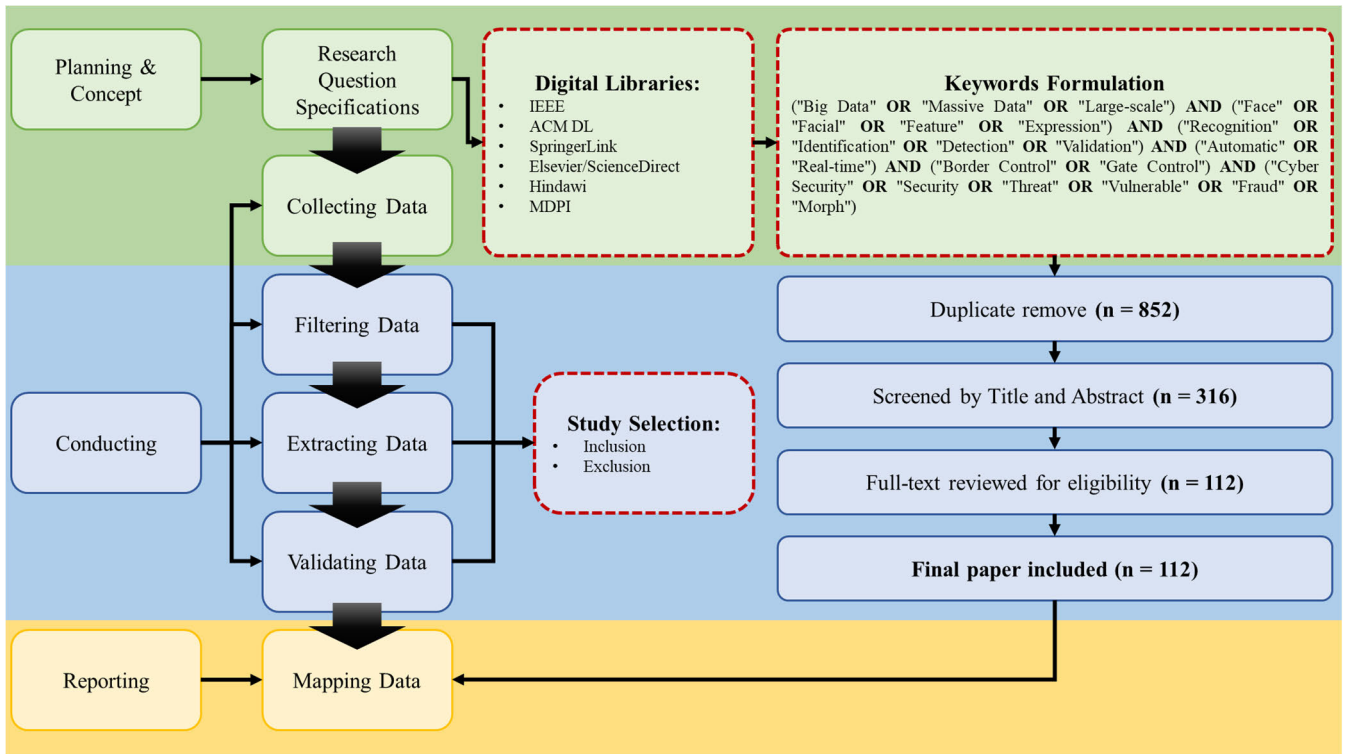 Planning &
Concept
Research
Question
Specifications
Digital Libraries:
• IEEE
• ACM DL
• SpringerLink
• Elsevier/ScienceDirect
• Hindawi
• MDPI
Keywords Formulation
("Big Data" OR "Massive Data" OR "Large-scale") AND ("Face" OR
"Facial" OR "Feature" OR "Expression") AND ("Recognition" OR
"Identification" OR "Detection" OR "Validation") AND ("Automatic" OR
"Real-time") AND ("Border Control" OR "Gate Control") AND ("Cyber
Security" OR "Security OR "Threat" OR "Vulnerable" OR "Fraud" OR
"Morph")
Collecting Data
Filtering Data
Duplicate remove (n = 852)
Screened by Title and Abstract (n = 316)
Conducting
Extracting Data
Study Selection:
• Inclusion
• Exclusion
Full-text reviewed for eligibility (n = 112)
Validating Data
Final paper included (n = 112)
Reporting
Mapping Data